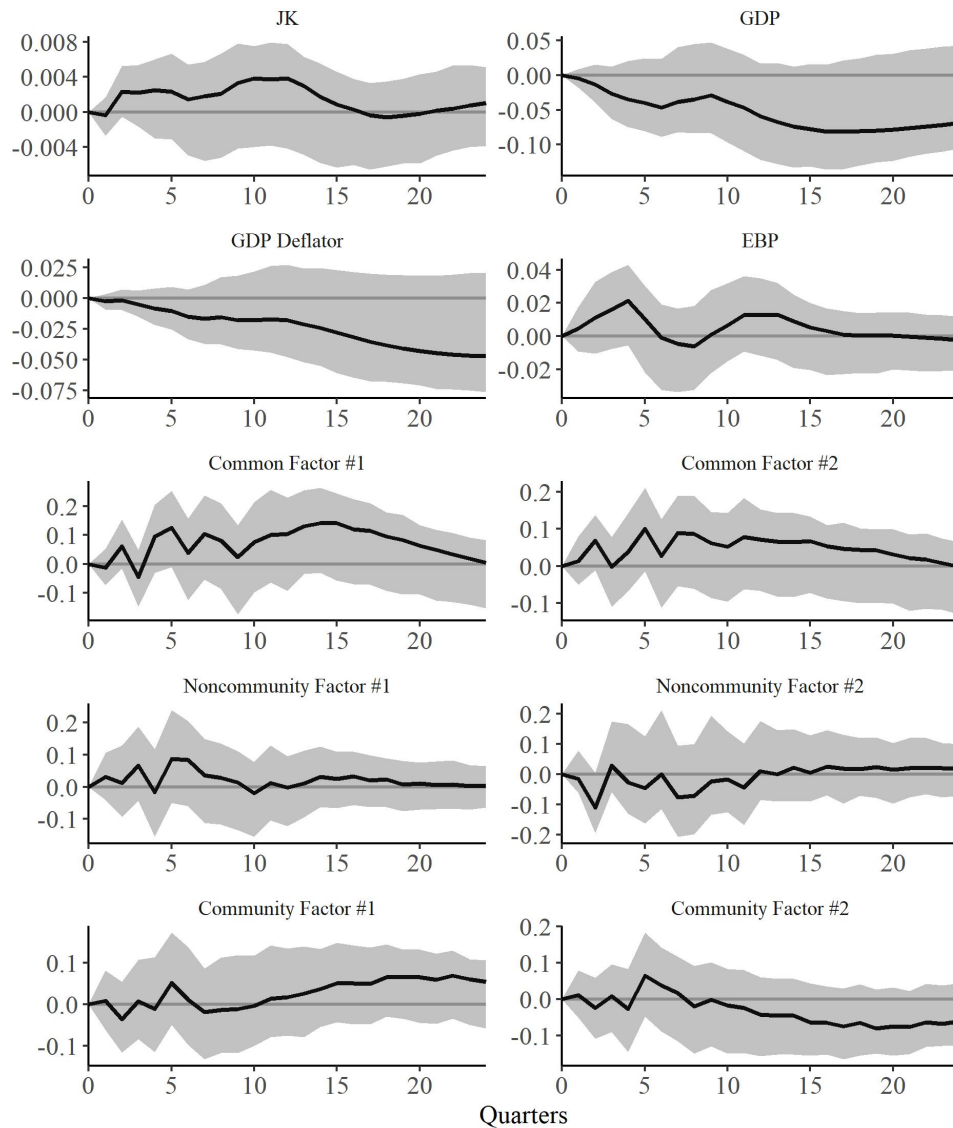 JK
0.008
0.004
0.000
-0.004
0 5 10 15 20
GDP
0.05
0.00
-0.05
-0.10
0 5 10 15 20
GDP Deflator
0.025
0.000
-0.025
-0.050
-0.075
0 5 10 15 20
EBP
0.04
0.02
0.00
-0.02
0 5 10 15 20
Common Factor #1
0.2
0.1
0.0
-0.1
0 5 10 15 20
Common Factor #2
0.2
0.1
0.0
-0.1
0 5 10 15 20
Noncommunity Factor #1
0.2
0.1
0.0
-0.1
0 5 10 15 20
Noncommunity Factor #2
0.2
0.1
0.0
-0.1
-0.2
0 5 10 15 20
Community Factor #1
0.1
0.0
-0.1
0 5 10 15 20
Community Factor #2
0.2
0.1
0.0
-0.1
0 5 10 15 20
Quarters